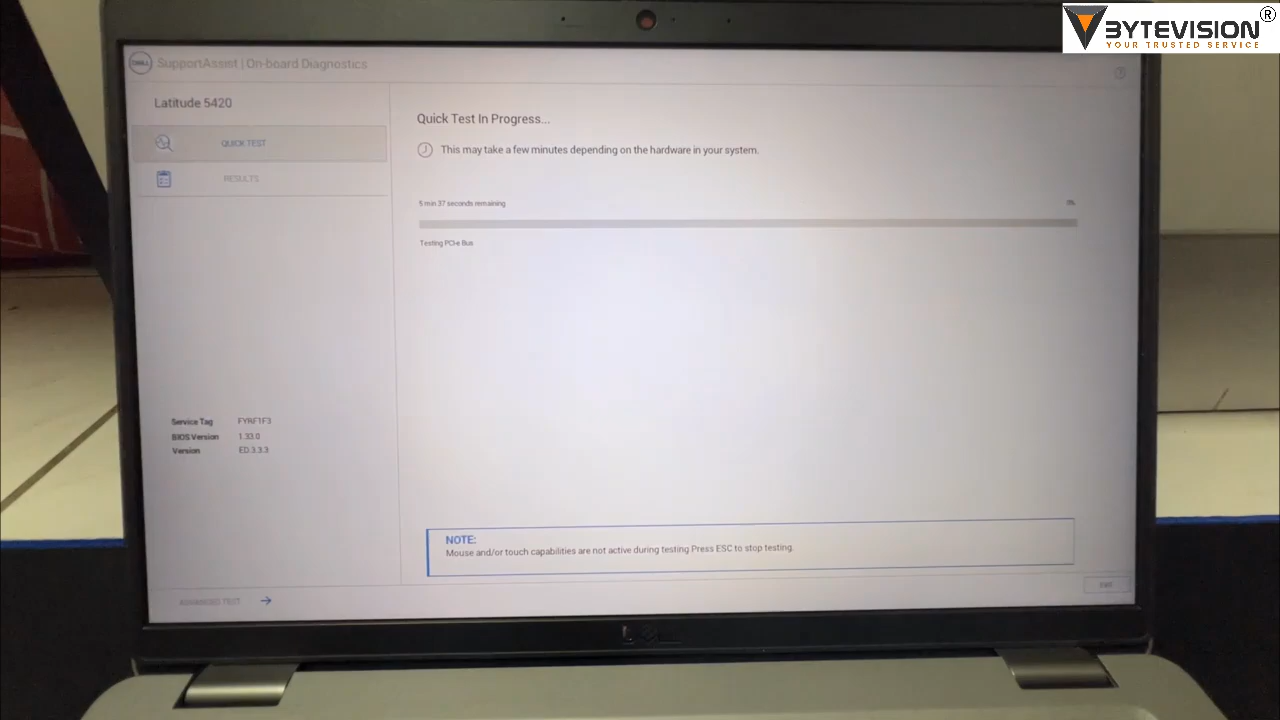 BYTEVISION®
YOUR TRUSTED SERVICE
DELL SupportAssist | On-board Diagnostics
Latitude 5420
QUICK TEST
RESULTS
Quick Test In Progress...
This may take a few minutes depending on the hardware in your system.
5 min 37 seconds remaining 0%
Testing PCI-e Bus
Service Tag FYRF1F3
BIOS Version 1.33.0
Version ED.3.3.3
NOTE:
Mouse and/or touch capabilities are not active during testing Press ESC to stop testing.
ADVANCED TEST
EXIT